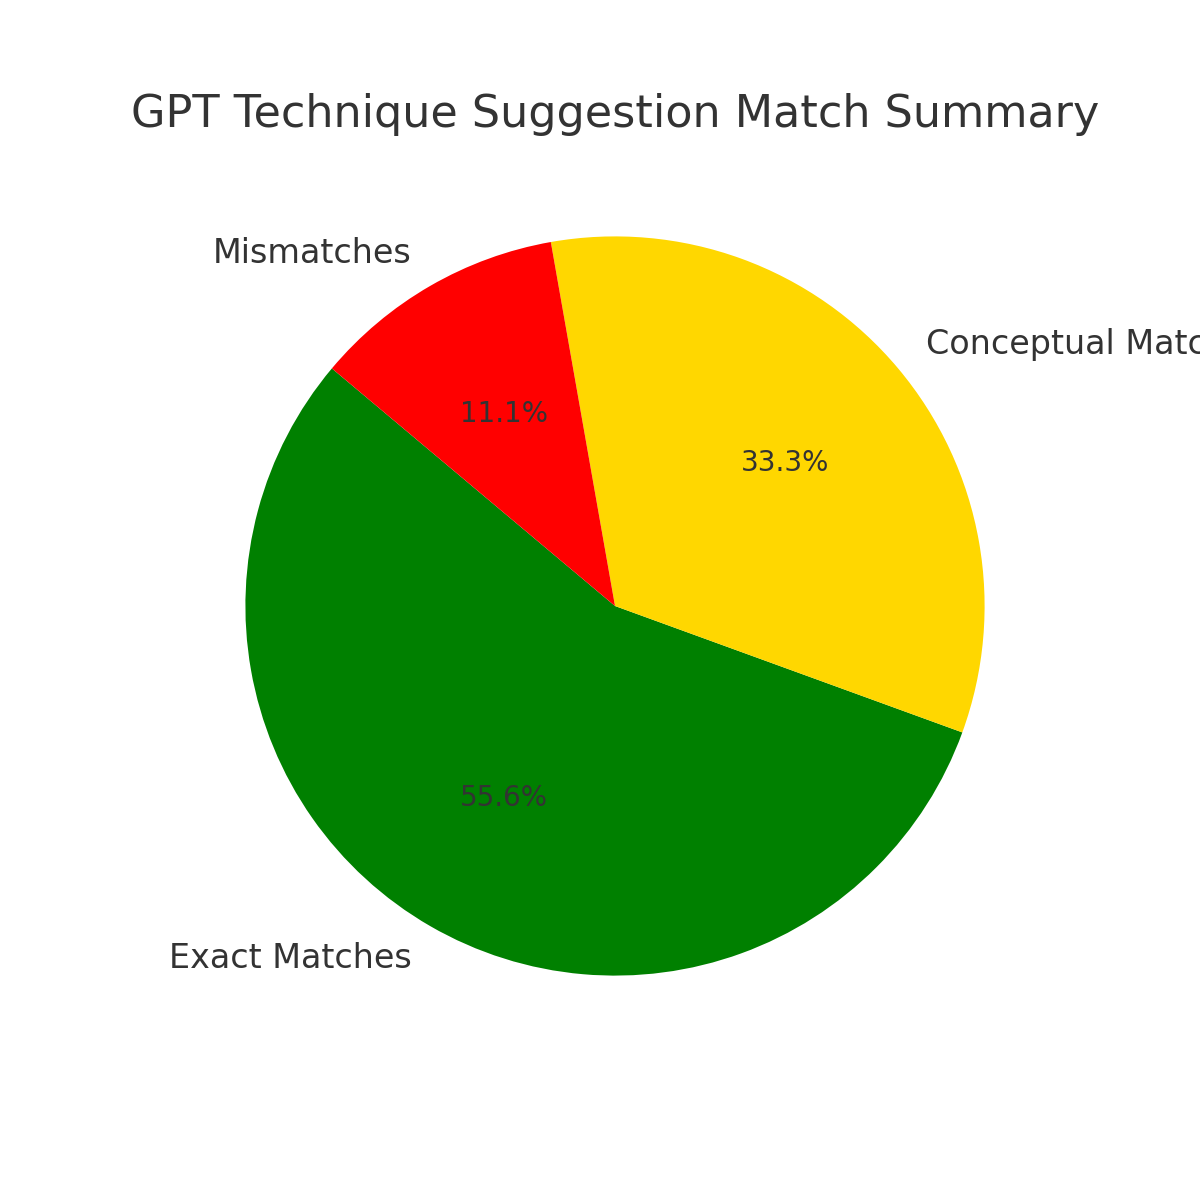 GPT Technique Suggestion Match Summary
Mismatches
Conceptual Matc
11.1%
33.3%
55.6%
Exact Matches